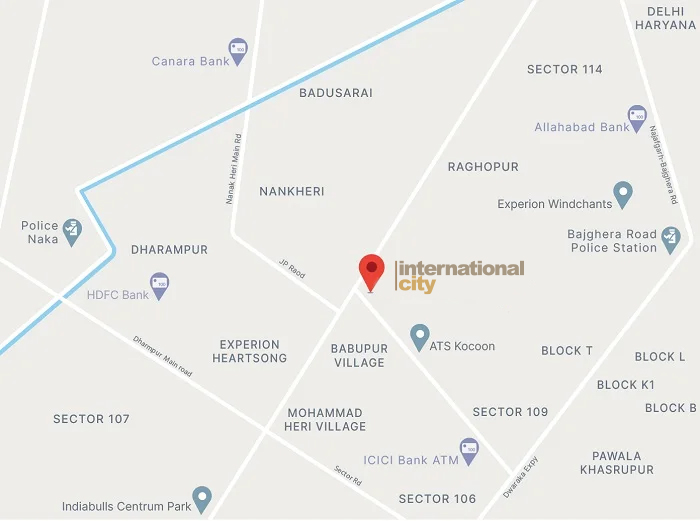 DELHI
HARYANA
Canara Bank
SECTOR 114
BADUSARAI
Allahabad Bank
Najafgarh-Bajghera Rd
Nanak Heri Main Rd
RAGHOPUR
NANKHERI
Experion Windchants
Police
Naka
Bajghera Road
Police Station
DHARAMPUR
JP Raod
international
city
HDFC Bank
Dharmpur Main road
EXPERION
HEARTSONG
BABUPUR
VILLAGE
ATS Kocoon
BLOCK T
BLOCK L
BLOCK K1
BLOCK B
SECTOR 107
MOHAMMAD
HERI VILLAGE
SECTOR 109
ICICI Bank ATM
PAWALA
KHASRUPUR
Sector Rd
Dwaraka Expy
Indiabulls Centrum Park
SECTOR 106